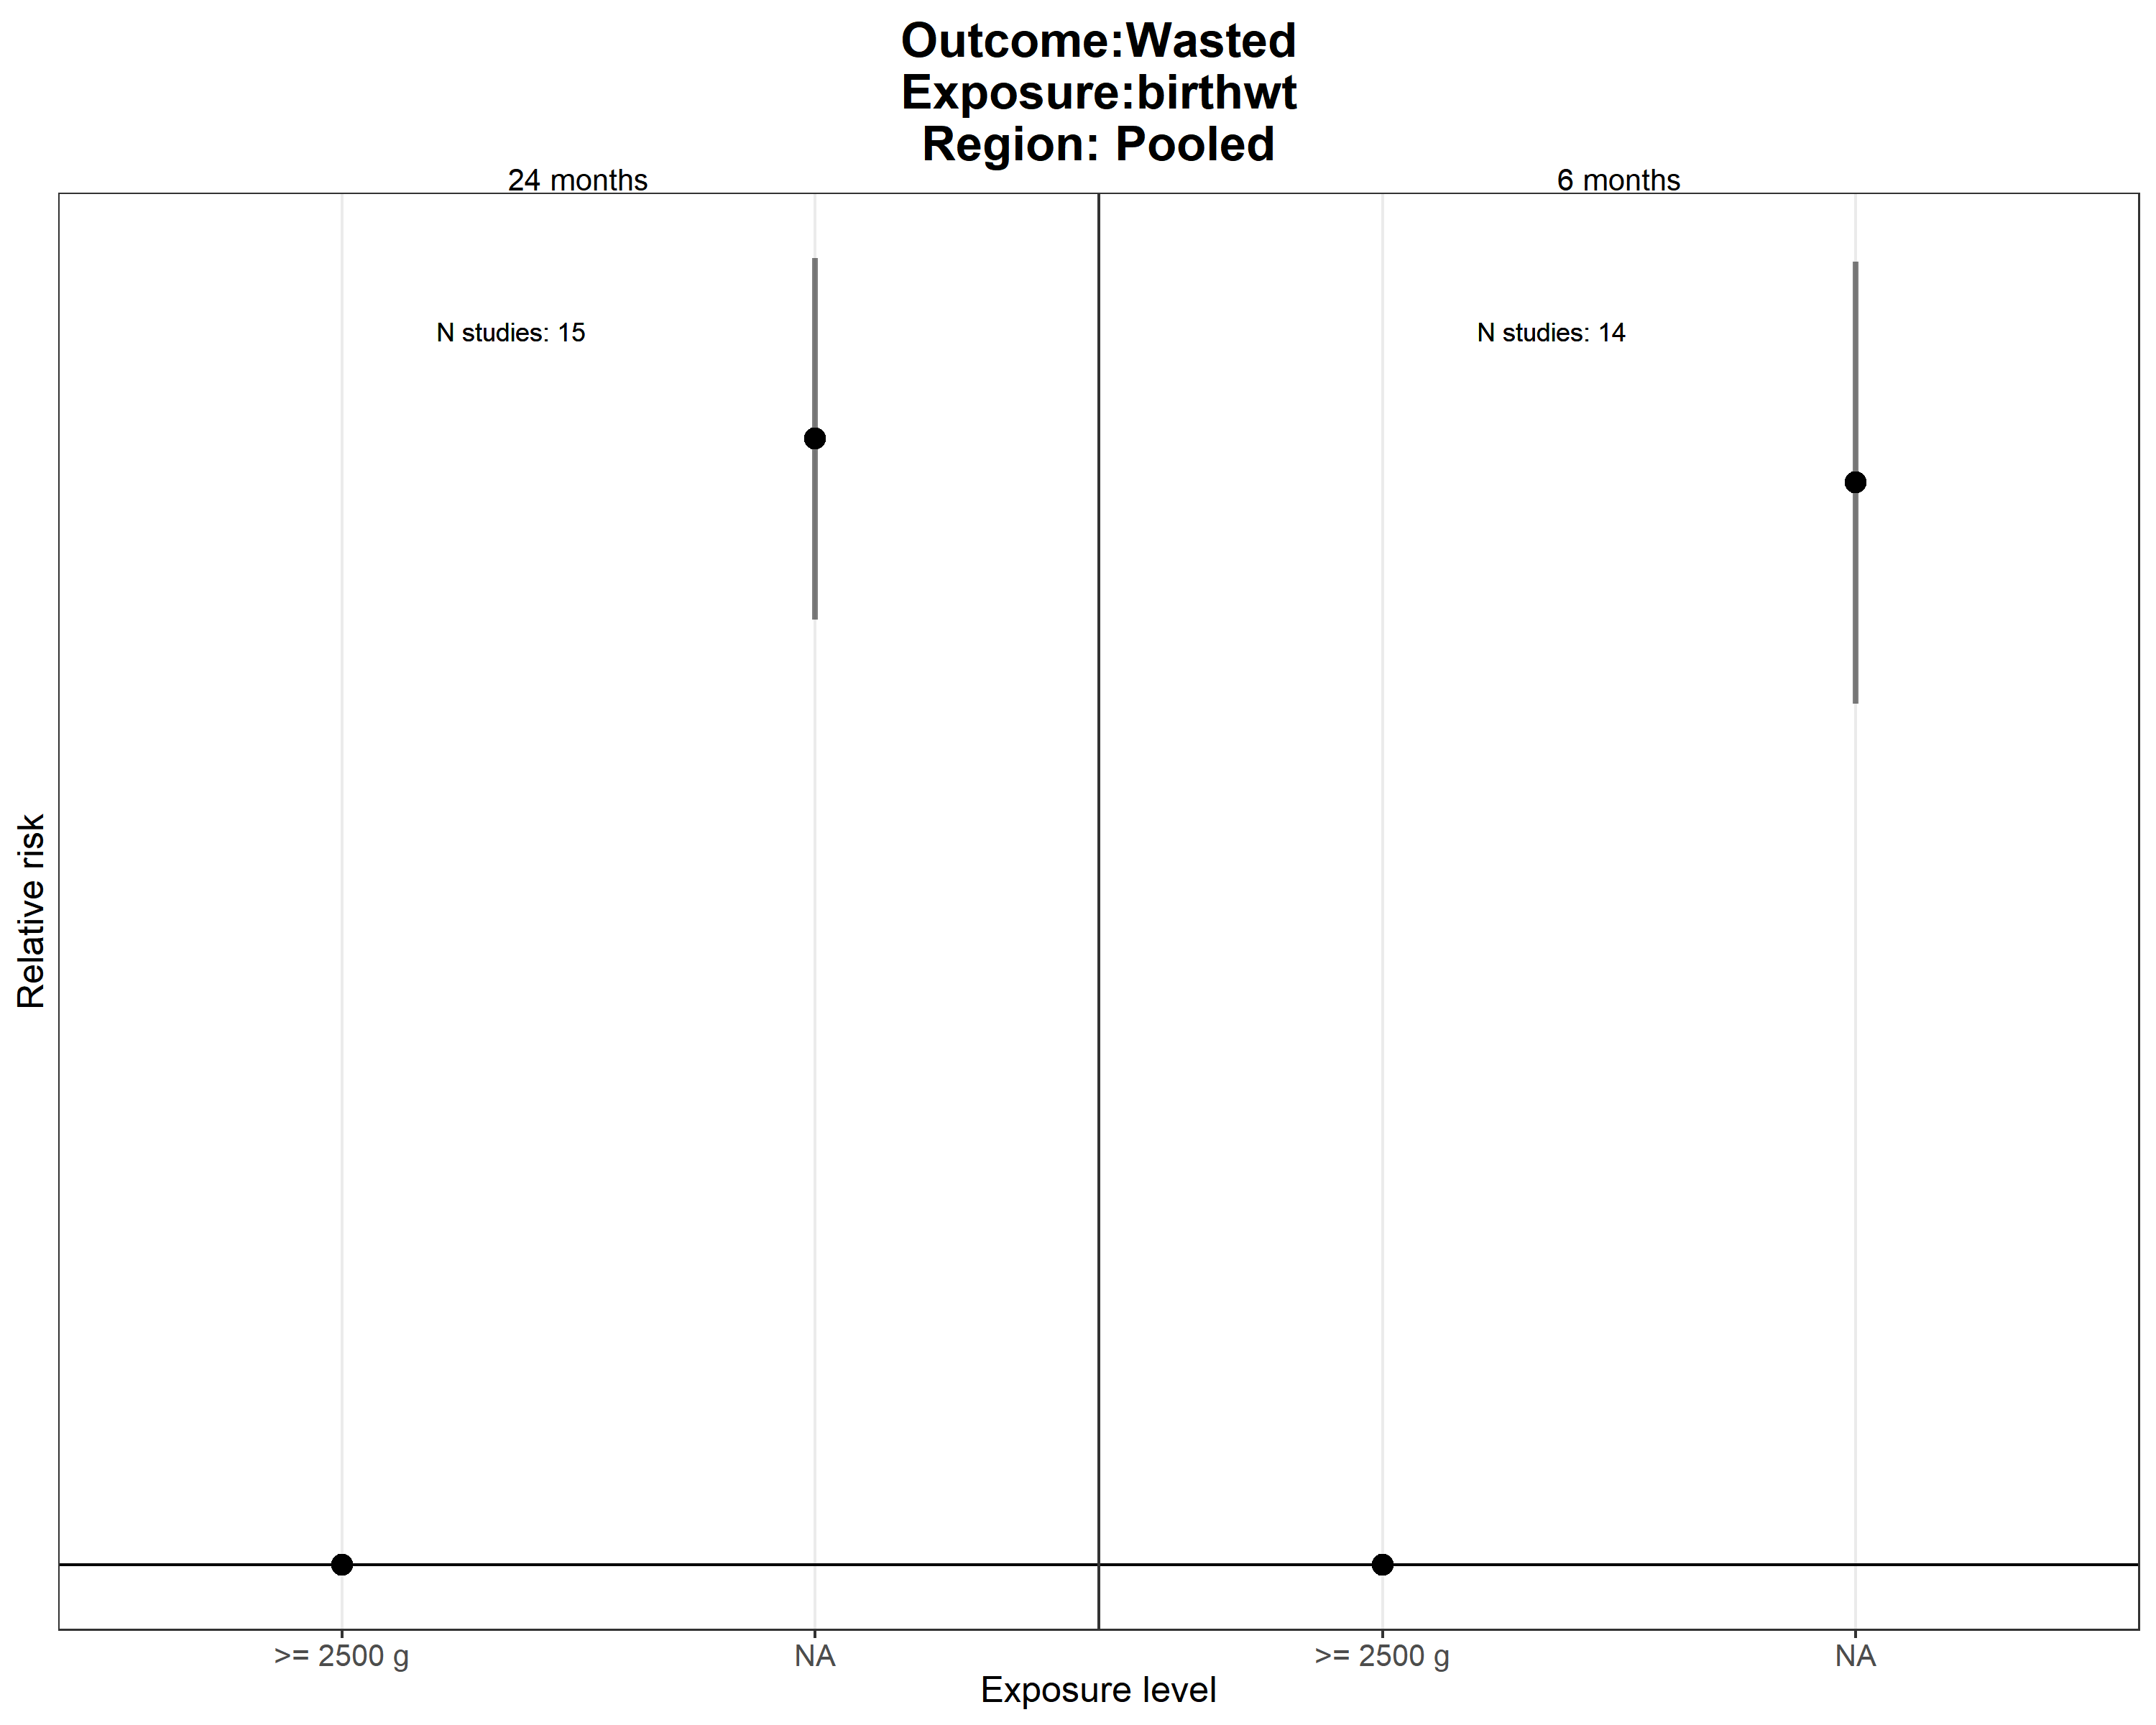 Outcome:Wasted
Exposure:birthwt
Region: Pooled
24 months
6 months
N studies: 15
N studies: 14
Relative risk
>= 2500 g
NA
>= 2500 g
NA
Exposure level